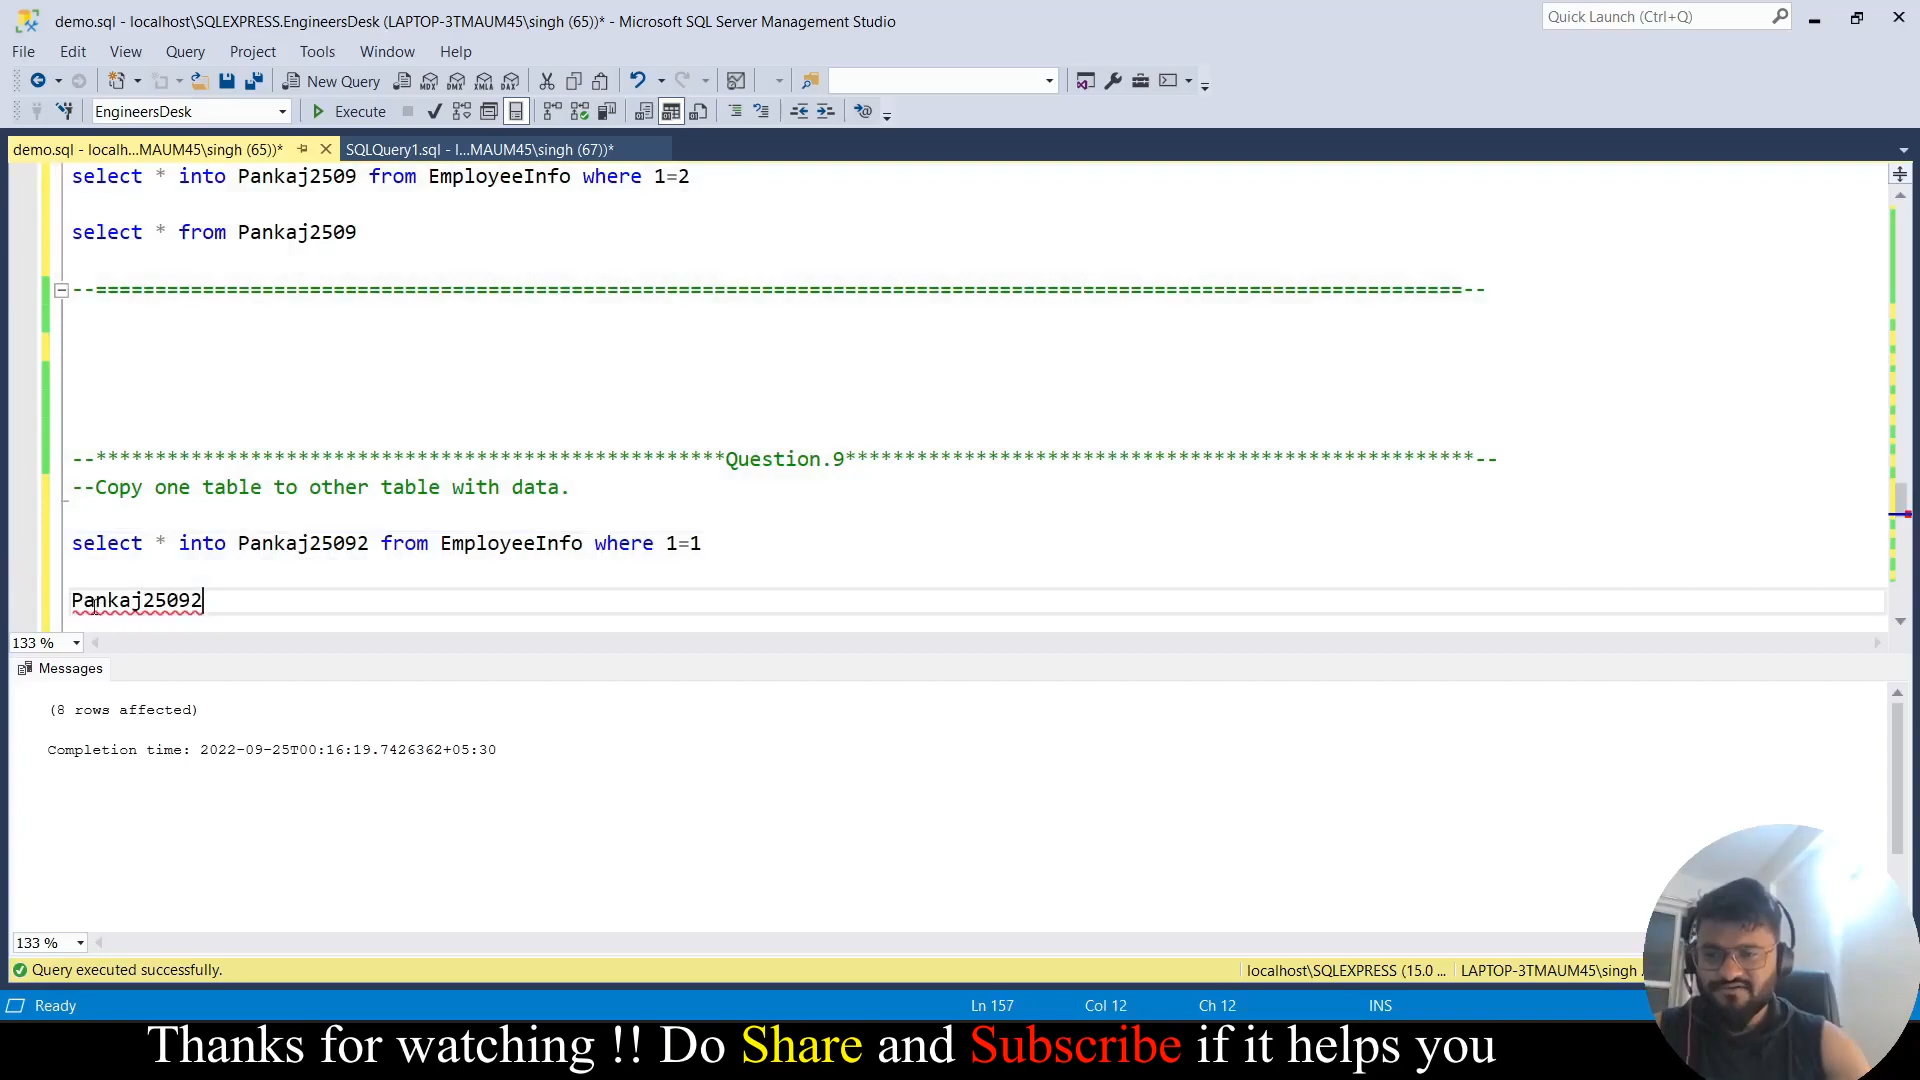 demo.sql - localhost\SQLEXPRESS.EngineersDesk (LAPTOP-3TMAUM45\singh (65))* - Microsoft SQL Server Management Studio
Quick Launch (Ctrl+Q)
File Edit View Query Project Tools Window Help
New Query
EngineersDesk
Execute
demo.sql - localh...MAUM45\singh (65))*
SQLQuery1.sql - l...MAUM45\singh (67))*
select * into Pankaj2509 from EmployeeInfo where 1=2
select * from Pankaj2509
--===================================================================================================================--
--*****************************************************Question.9*****************************************************--
--Copy one table to other table with data.
select * into Pankaj25092 from EmployeeInfo where 1=1
Pankaj25092
133 %
Messages
(8 rows affected)
Completion time: 2022-09-25T00:16:19.7426362+05:30
133 %
Query executed successfully.
localhost\SQLEXPRESS (15.0 ...
LAPTOP-3TMAUM45\singh
Ready
Ln 157
Col 12
Ch 12
INS
Thanks for watching !! Do Share and Subscribe if it helps you